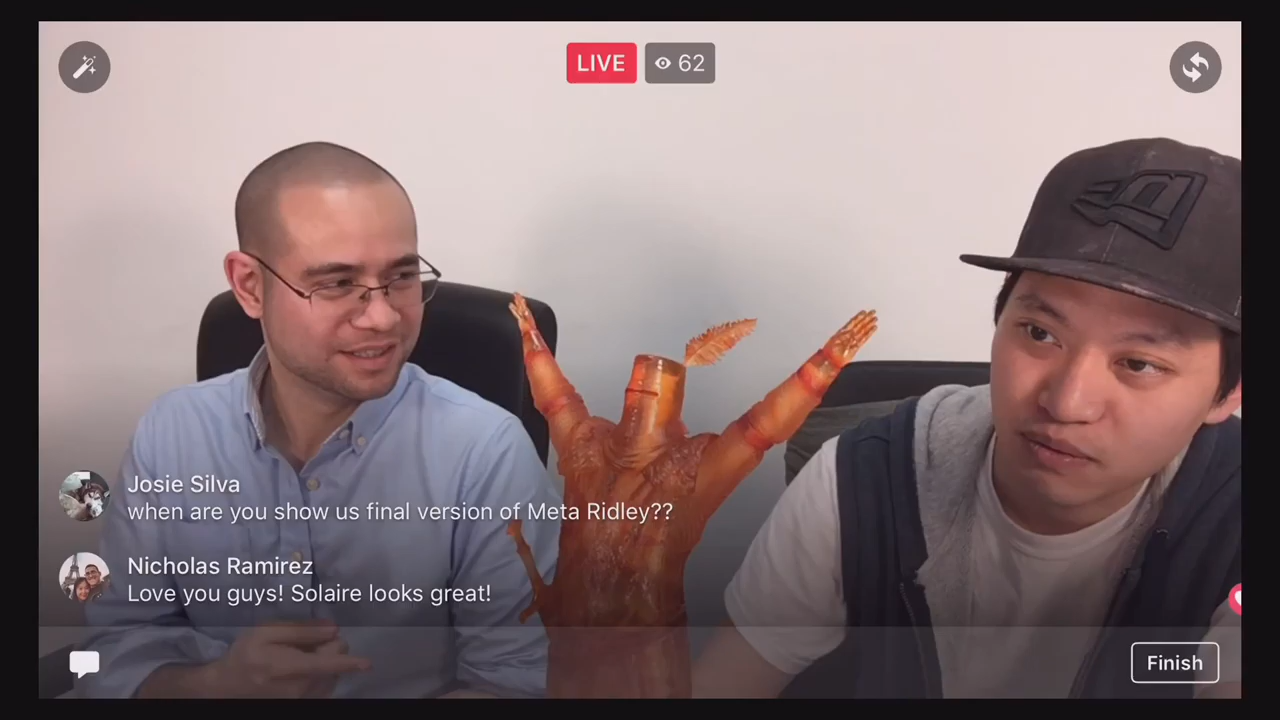 LIVE
62
Josie Silva
when are you show us final version of Meta Ridley??
Nicholas Ramirez
Love you guys! Solaire looks great!
Finish